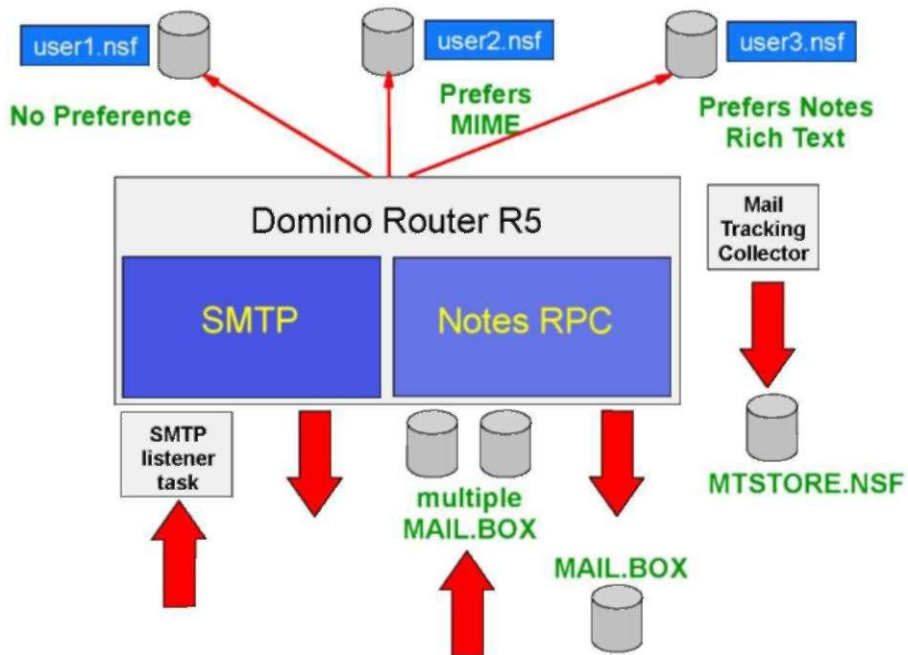 user1.nsf
user2.nsf
user3.nsf
No Preference
Prefers
MIME
Prefers Notes
Rich Text
Domino Router R5
SMTP
Notes RPC
Mail
Tracking
Collector
SMTP
listener
task
multiple
MAIL.BOX
MAIL.BOX
MTSTORE.NSF